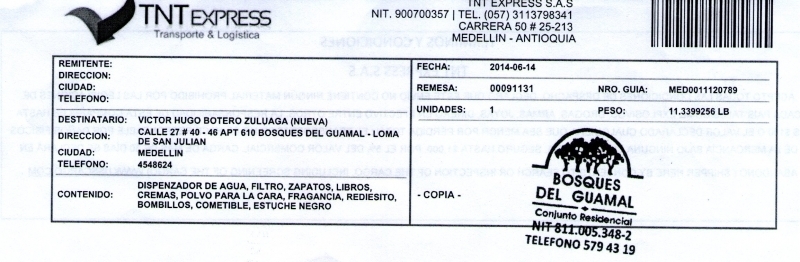 TNT EXPRESS
Transporte & Logística
TNT EXPRESS S.A.S
NIT. 900700357 | TEL. (057) 3113798341
CARRERA 50 # 25-213
MEDELLIN - ANTIOQUIA
REMITENTE:
DIRECCION:
CIUDAD:
TELEFONO:
FECHA: 2014-06-14
REMESA: 00091131 NRO. GUIA: MED0011120789
UNIDADES: 1 PESO: 11.3399256 LB
DESTINATARIO: VICTOR HUGO BOTERO ZULUAGA (NUEVA)
DIRECCION: CALLE 27 # 40 - 46 APT 610 BOSQUES DEL GUAMAL - LOMA
DE SAN JULIAN
CIUDAD: MEDELLIN
TELEFONO: 4548624
CONTENIDO: DISPENZADOR DE AGUA, FILTRO, ZAPATOS, LIBROS,
CREMAS, POLVO PARA LA CARA, FRAGANCIA, REDIESITO,
BOMBILLOS, COMETIBLE, ESTUCHE NEGRO
- COPIA -
BOSQUES
DEL GUAMAL
Conjunto Residencial
NIT 811.005.348-2
TELEFONO 579 43 19